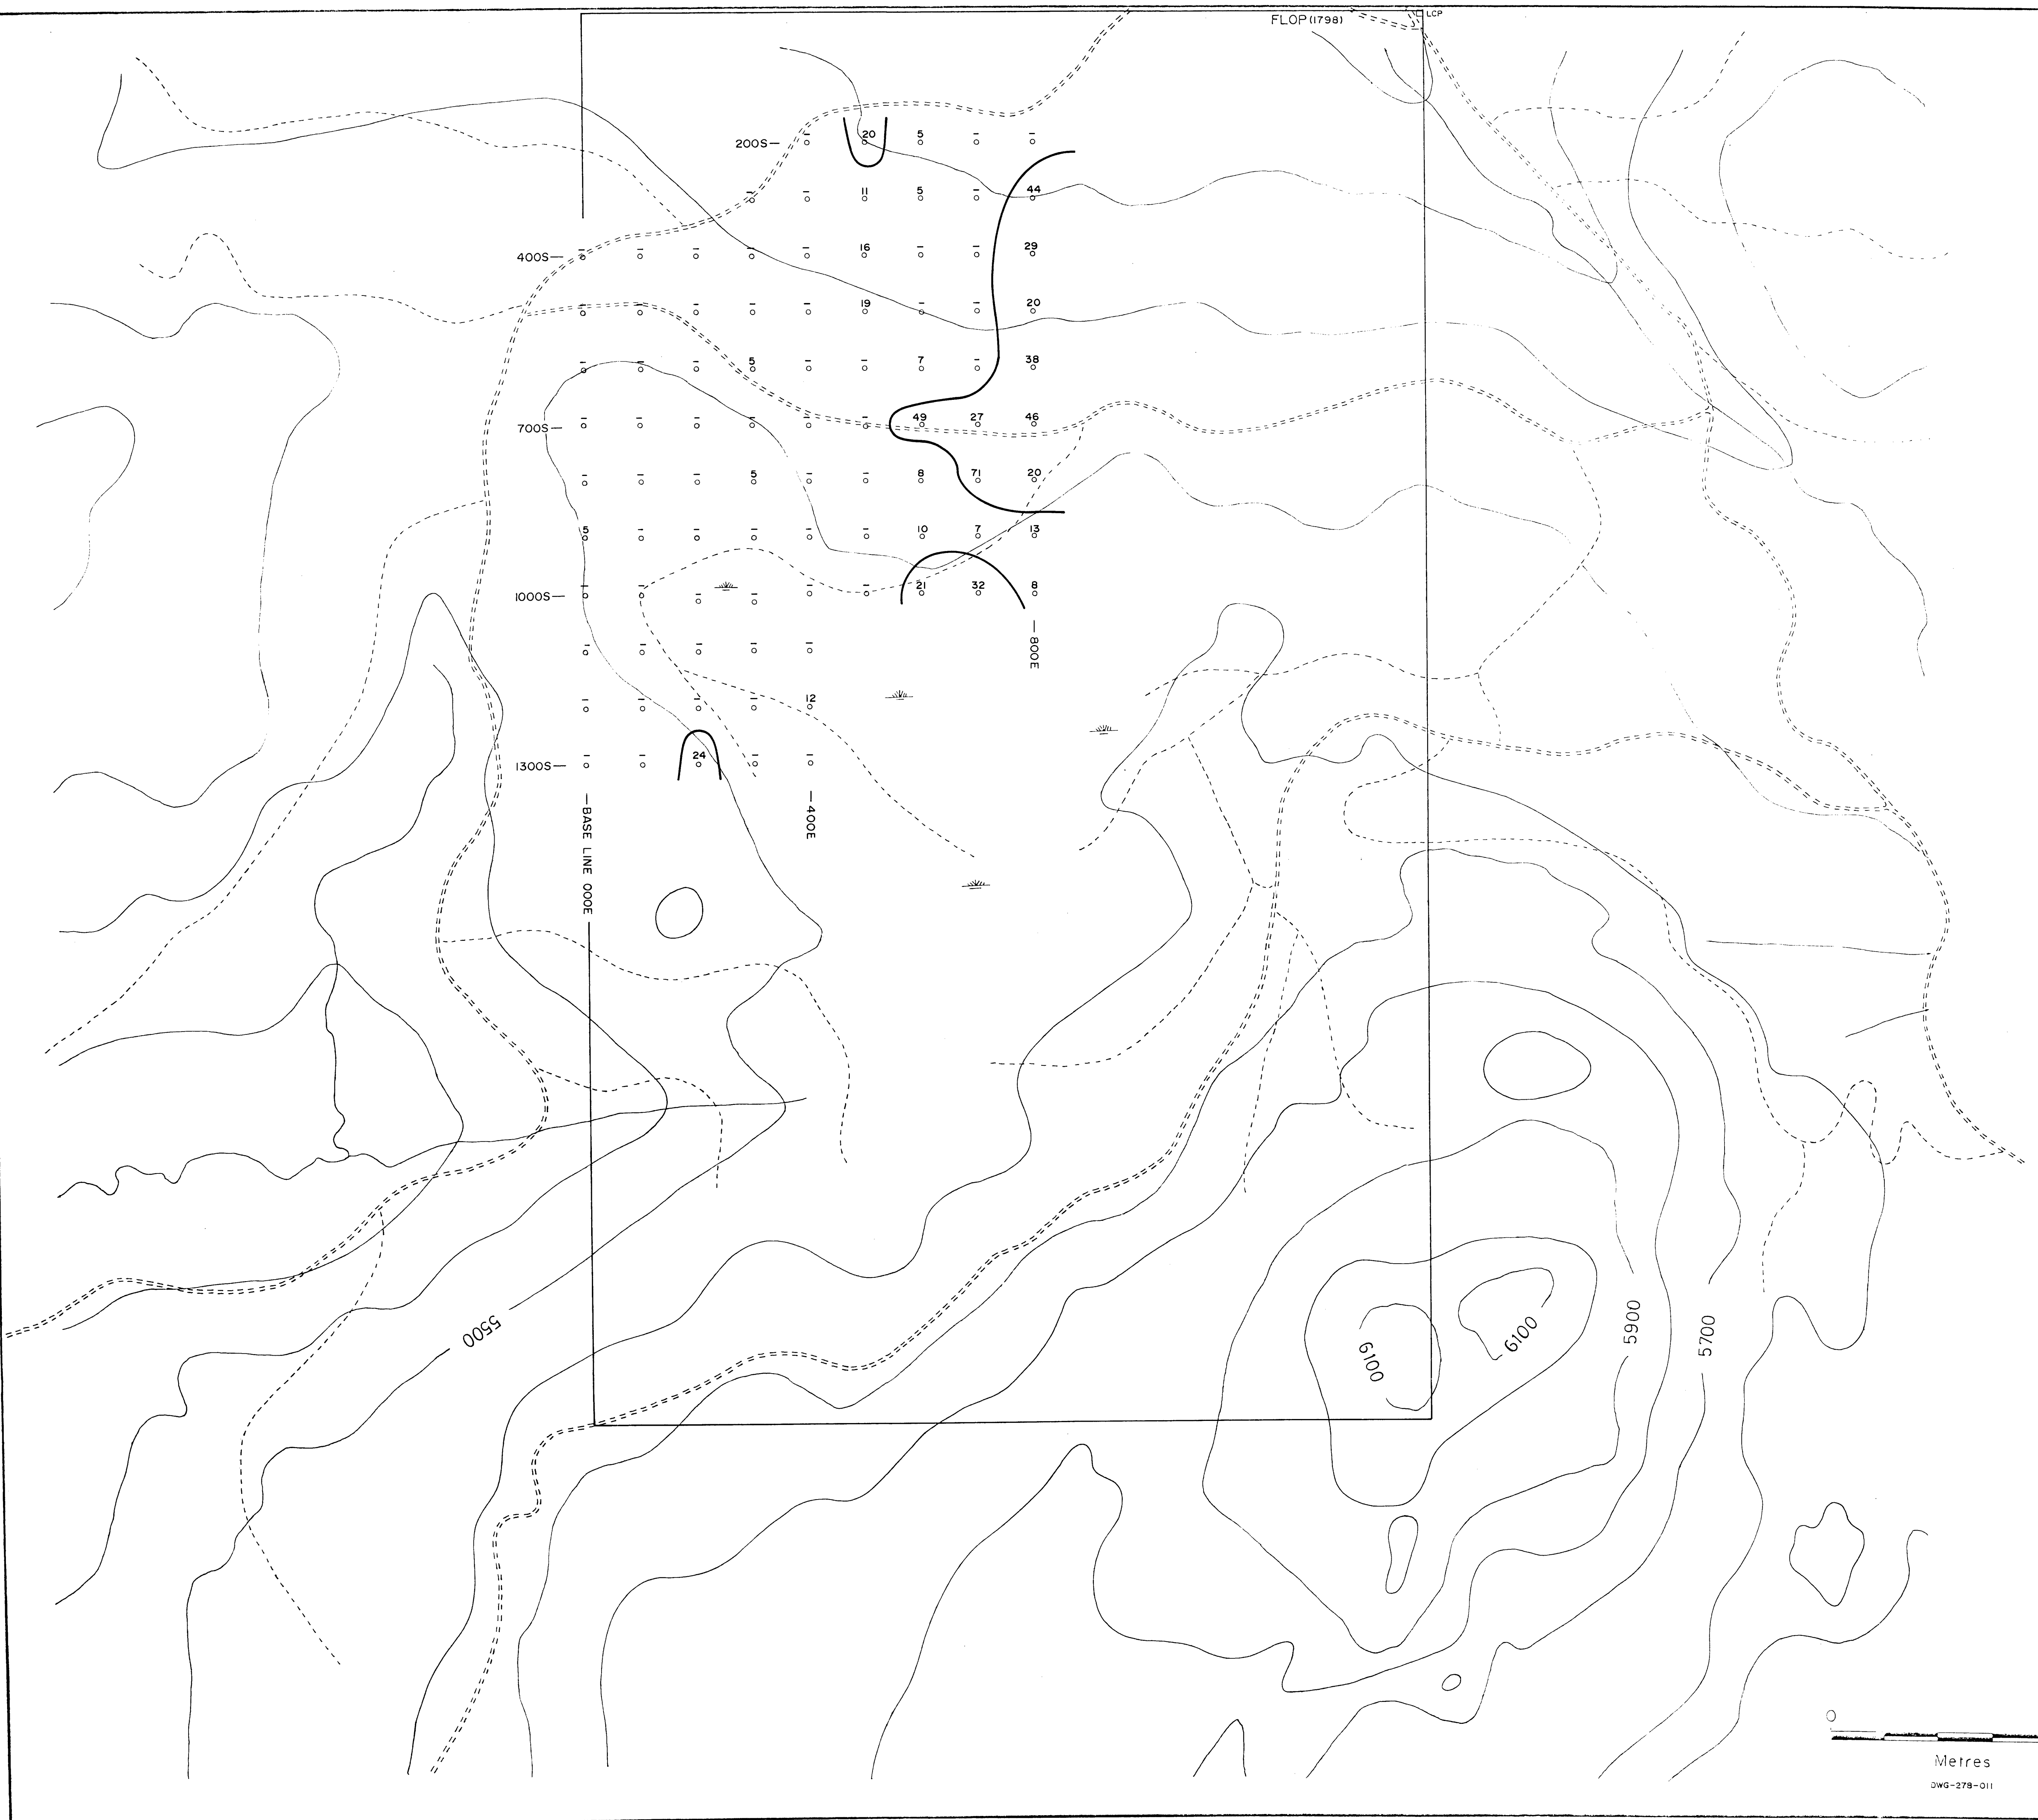 FLOP (1798) LCP
200S— – 20 5 – –
– – 11 5 – 44
400S— – – – – – 16 – – 29
– – – – – 19 – – 20
– – – 5 – – 7 – 38
700S— – – – – – – 49 27 46
– – – 5 – – 8 71 20
5 – – – – – 10 7 13
1000S— – – – – – – 21 32 8
– – – – –
—800E
– – – – 12
1300S— – – 24 – –
—BASE LINE 000E—
—400E
5500
6100
6100
5900
5700
0
Metres
DWG-278-011